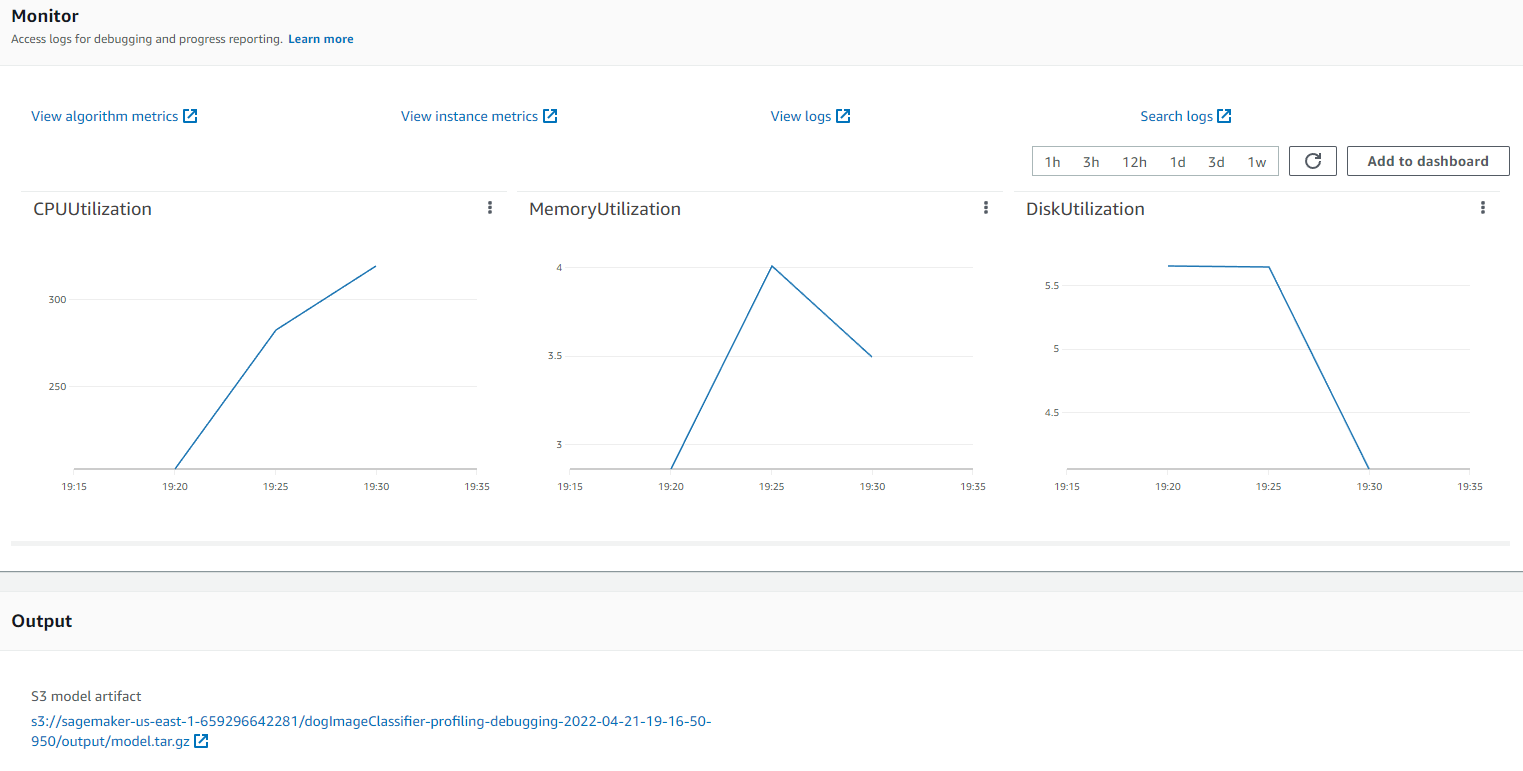 Monitor
Access logs for debugging and progress reporting. Learn more
View algorithm metrics
View instance metrics
View logs
Search logs
1h 3h 12h 1d 3d 1w
Add to dashboard
CPUUtilization
300
250
19:15 19:20 19:25 19:30 19:35
MemoryUtilization
4
3.5
3
19:15 19:20 19:25 19:30 19:35
DiskUtilization
5.5
5
4.5
19:15 19:20 19:25 19:30 19:35
Output
S3 model artifact
s3://sagemaker-us-east-1-659296642281/dogImageClassifier-profiling-debugging-2022-04-21-19-16-50-
950/output/model.tar.gz